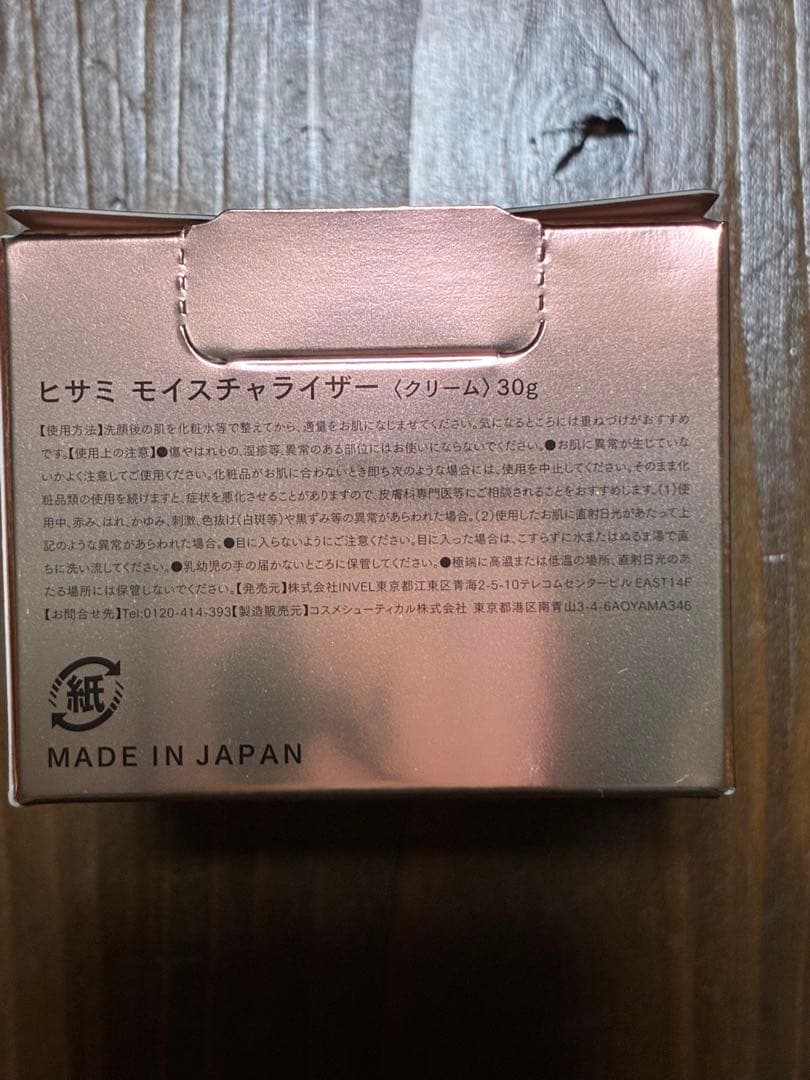 ヒサミ モイスチャライザー〈クリーム〉30g
【使用方法】洗顔後の肌を化粧水等で整えてから、適量をお肌になじませてください。気になるところには重ねづけがおすすめ
です。【使用上の注意】●傷やはれもの、湿疹等、異常のある部位にはお使いにならないでください。●お肌に異常が生じていな
いかよく注意してご使用ください。化粧品がお肌に合わないとき即ち次のような場合には、使用を中止してください。そのまま化
粧品類の使用を続けますと、症状を悪化させることがありますので、皮膚科専門医等にご相談されることをおすすめします。(1)使
用中、赤み、はれ、かゆみ、刺激、色抜け(白斑等)や黒ずみ等の異常があらわれた場合。(2)使用したお肌に直射日光があたって上
記のような異常があらわれた場合。●目に入らないようにご注意ください。目に入った場合は、こすらずに水またはぬるま湯で直
ちに洗い流してください。●乳幼児の手の届かないところに保管してください。●極端に高温または低温の場所、直射日光のあ
たる場所には保管しないでください。【発売元】株式会社INVEL東京都江東区青海2-5-10テレコムセンタービル EAST14F
【お問合せ先】Tel:0120-414-393【製造販売元】コスメシューティカル株式会社 東京都港区南青山3-4-6AOYAMA346
紙
MADE IN JAPAN